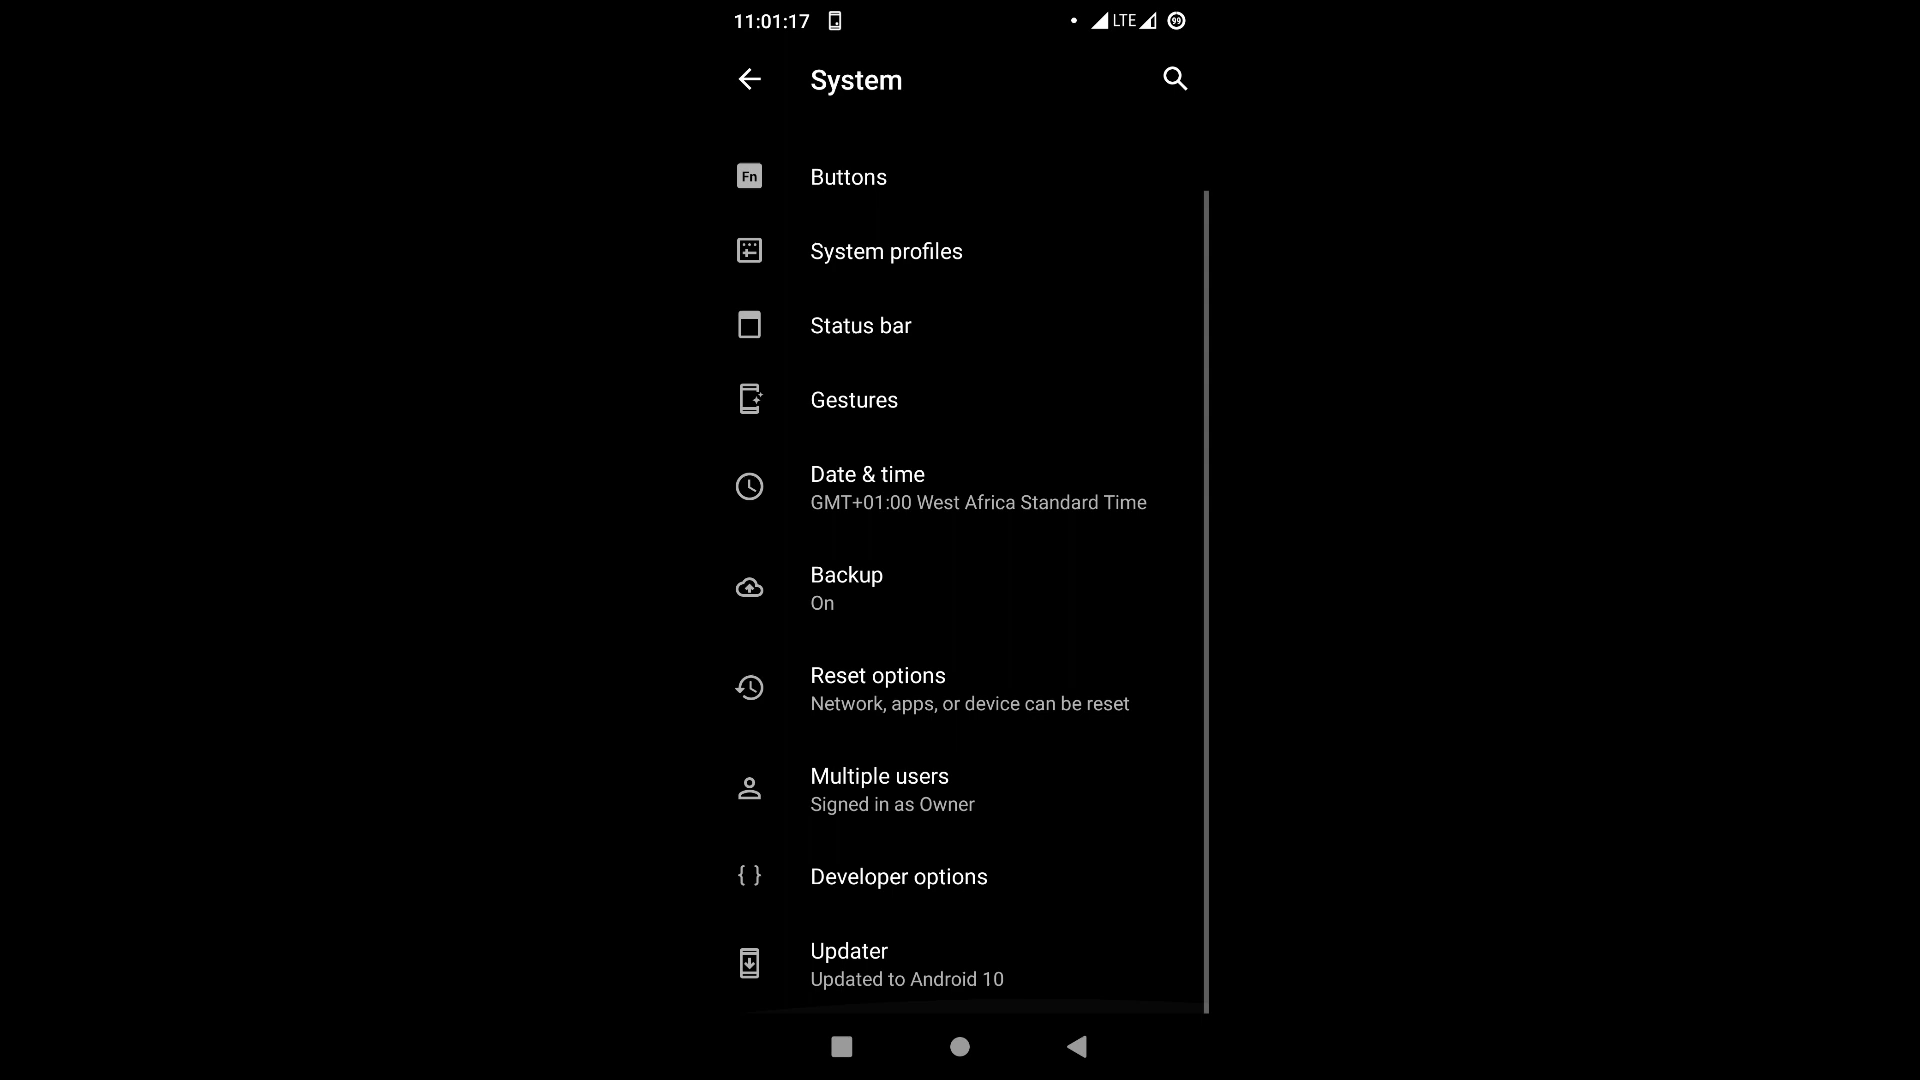 11:01:17
LTE
99
System
Fn
Buttons
System profiles
Status bar
Gestures
Date & time
GMT+01:00 West Africa Standard Time
Backup
On
Reset options
Network, apps, or device can be reset
Multiple users
Signed in as Owner
{ }
Developer options
Updater
Updated to Android 10